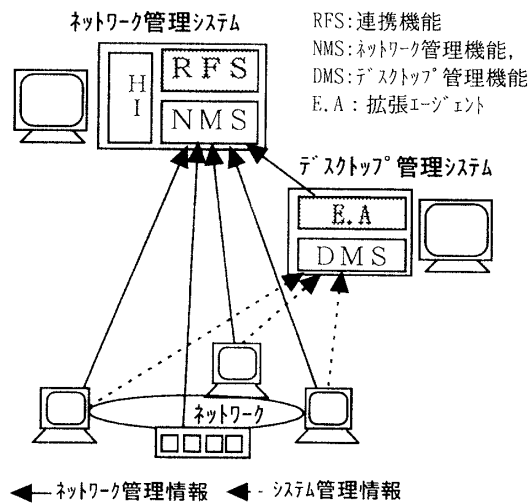 ネットワーク管理システム
RFS:連携機能
NMS:ネットワーク管理機能,
DMS:デスクトップ管理機能
E.A:拡張エージェント
HI
RFS
NMS
デスクトップ管理システム
E.A
DMS
ネットワーク
ネットワーク管理情報
システム管理情報